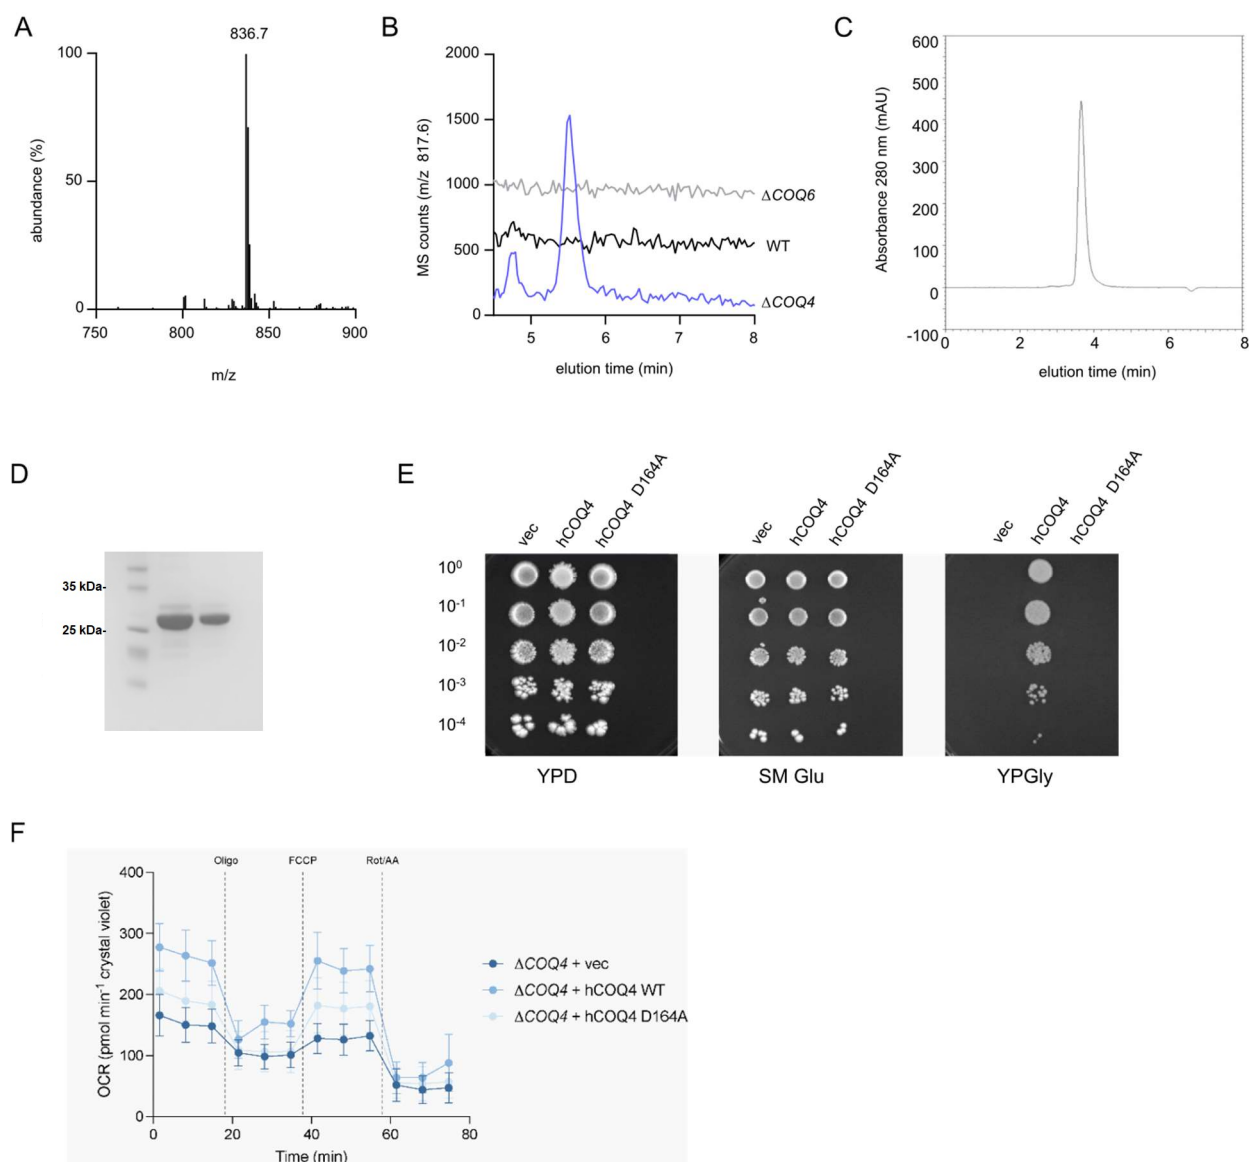 A
836.7
100
50
0
750
800
850
900
abundance (%)
m/z
B
2000
1500
1000
500
0
5
6
7
8
MS counts (m/z 817.6)
elution time (min)
ΔCOQ6
WT
ΔCOQ4
C
600
500
400
300
200
100
0
-100
0
2
4
6
8
Absorbance 280 nm (mAU)
elution time (min)
D
35 kDa-
25 kDa-
E
vec
hCOQ4
hCOQ4 D164A
vec
hCOQ4
hCOQ4 D164A
vec
hCOQ4
hCOQ4 D164A
10⁰
10⁻¹
10⁻²
10⁻³
10⁻⁴
YPD
SM Glu
YPGly
F
Oligo
FCCP
Rot/AA
400
300
200
100
0
0
20
40
60
80
OCR (pmol min⁻¹ crystal violet)
Time (min)
ΔCOQ4 + vec
ΔCOQ4 + hCOQ4 WT
ΔCOQ4 + hCOQ4 D164A